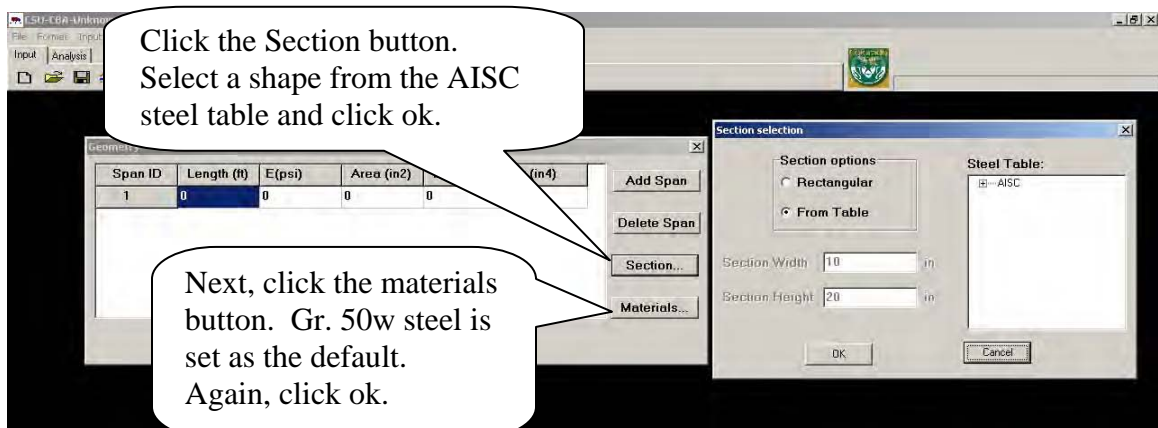 CSU-CBA-Unknown
File Format Input
Input Analysis
Click the Section button.
Select a shape from the AISC
steel table and click ok.
Geometry
Span ID Length (ft) E(psi) Area (in2) (in4)
1 0 0 0 0
Add Span
Delete Span
Section...
Materials...
Next, click the materials
button. Gr. 50w steel is
set as the default.
Again, click ok.
Section selection
Section options
Rectangular
From Table
Steel Table:
AISC
Section Width 10 in
Section Height 20 in
OK
Cancel